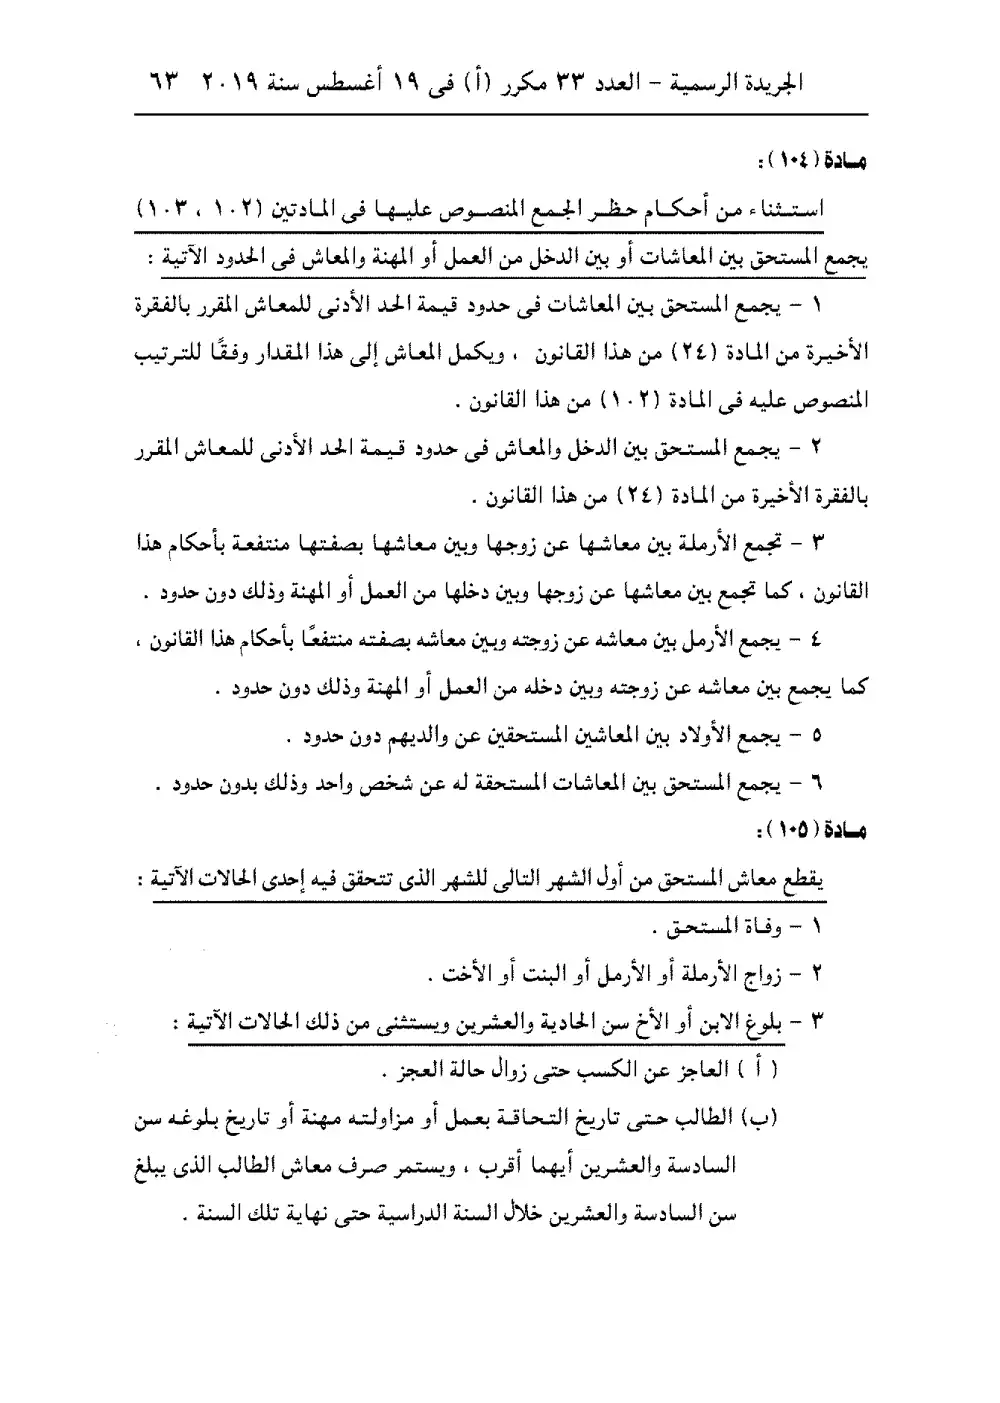 الجريدة الرسمية – العدد ٣٣ مكرر (أ) فى ١٩ أغسطس سنة ٢٠١٩ ٦٣
مادة (١٠٤):
استثناء من أحكام حظر الجمع المنصوص عليها فى المادتين (١٠٢ ، ١٠٣)
يجمع المستحق بين المعاشات أو بين الدخل من العمل أو المهنة والمعاش فى الحدود الآتية :
١ – يجمع المستحق بين المعاشات فى حدود قيمة الحد الأدنى للمعاش المقرر بالفقرة
الأخيرة من المادة (٢٤) من هذا القانون ، ويكمل المعاش إلى هذا المقدار وفقًا للترتيب
المنصوص عليه فى المادة (١٠٢) من هذا القانون .
٢ – يجمع المستحق بين الدخل والمعاش فى حدود قيمة الحد الأدنى للمعاش المقرر
بالفقرة الأخيرة من المادة (٢٤) من هذا القانون .
٣ – تجمع الأرملة بين معاشها عن زوجها وبين معاشها بصفتها منتفعة بأحكام هذا
القانون ، كما تجمع بين معاشها عن زوجها وبين دخلها من العمل أو المهنة وذلك دون حدود .
٤ – يجمع الأرمل بين معاشه عن زوجته وبين معاشه بصفته منتفعًا بأحكام هذا القانون ،
كما يجمع بين معاشه عن زوجته وبين دخله من العمل أو المهنة وذلك دون حدود .
٥ – يجمع الأولاد بين المعاشين المستحقين عن والديهم دون حدود .
٦ – يجمع المستحق بين المعاشات المستحقة له عن شخص واحد وذلك بدون حدود .
مادة (١٠٥):
يقطع معاش المستحق من أول الشهر التالى للشهر الذى تتحقق فيه إحدى الحالات الآتية :
١ – وفاة المستحق .
٢ – زواج الأرملة أو الأرمل أو البنت أو الأخت .
٣ – بلوغ الابن أو الأخ سن الحادية والعشرين ويستثنى من ذلك الحالات الآتية :
( أ ) العاجز عن الكسب حتى زوال حالة العجز .
(ب) الطالب حتى تاريخ التحاقة بعمل أو مزاولته مهنة أو تاريخ بلوغه سن
السادسة والعشرين أيهما أقرب ، ويستمر صرف معاش الطالب الذى يبلغ
سن السادسة والعشرين خلال السنة الدراسية حتى نهاية تلك السنة .